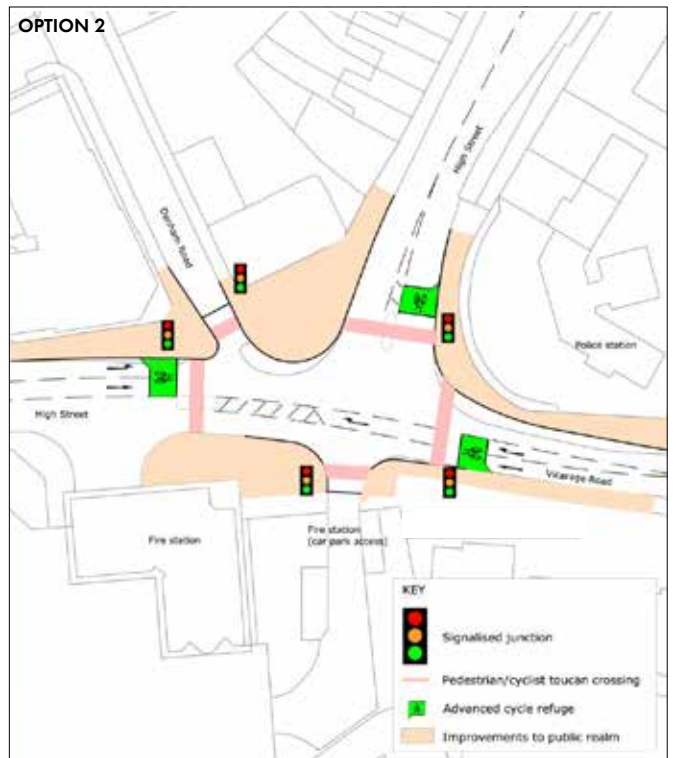 OPTION 2
High Street
Denham Road
Police station
High Street
Vicarage Road
Fire station
Fire station
(car park access)
KEY
Signalised junction
Pedestrian/cyclist toucan crossing
Advanced cycle refuge
Improvements to public realm